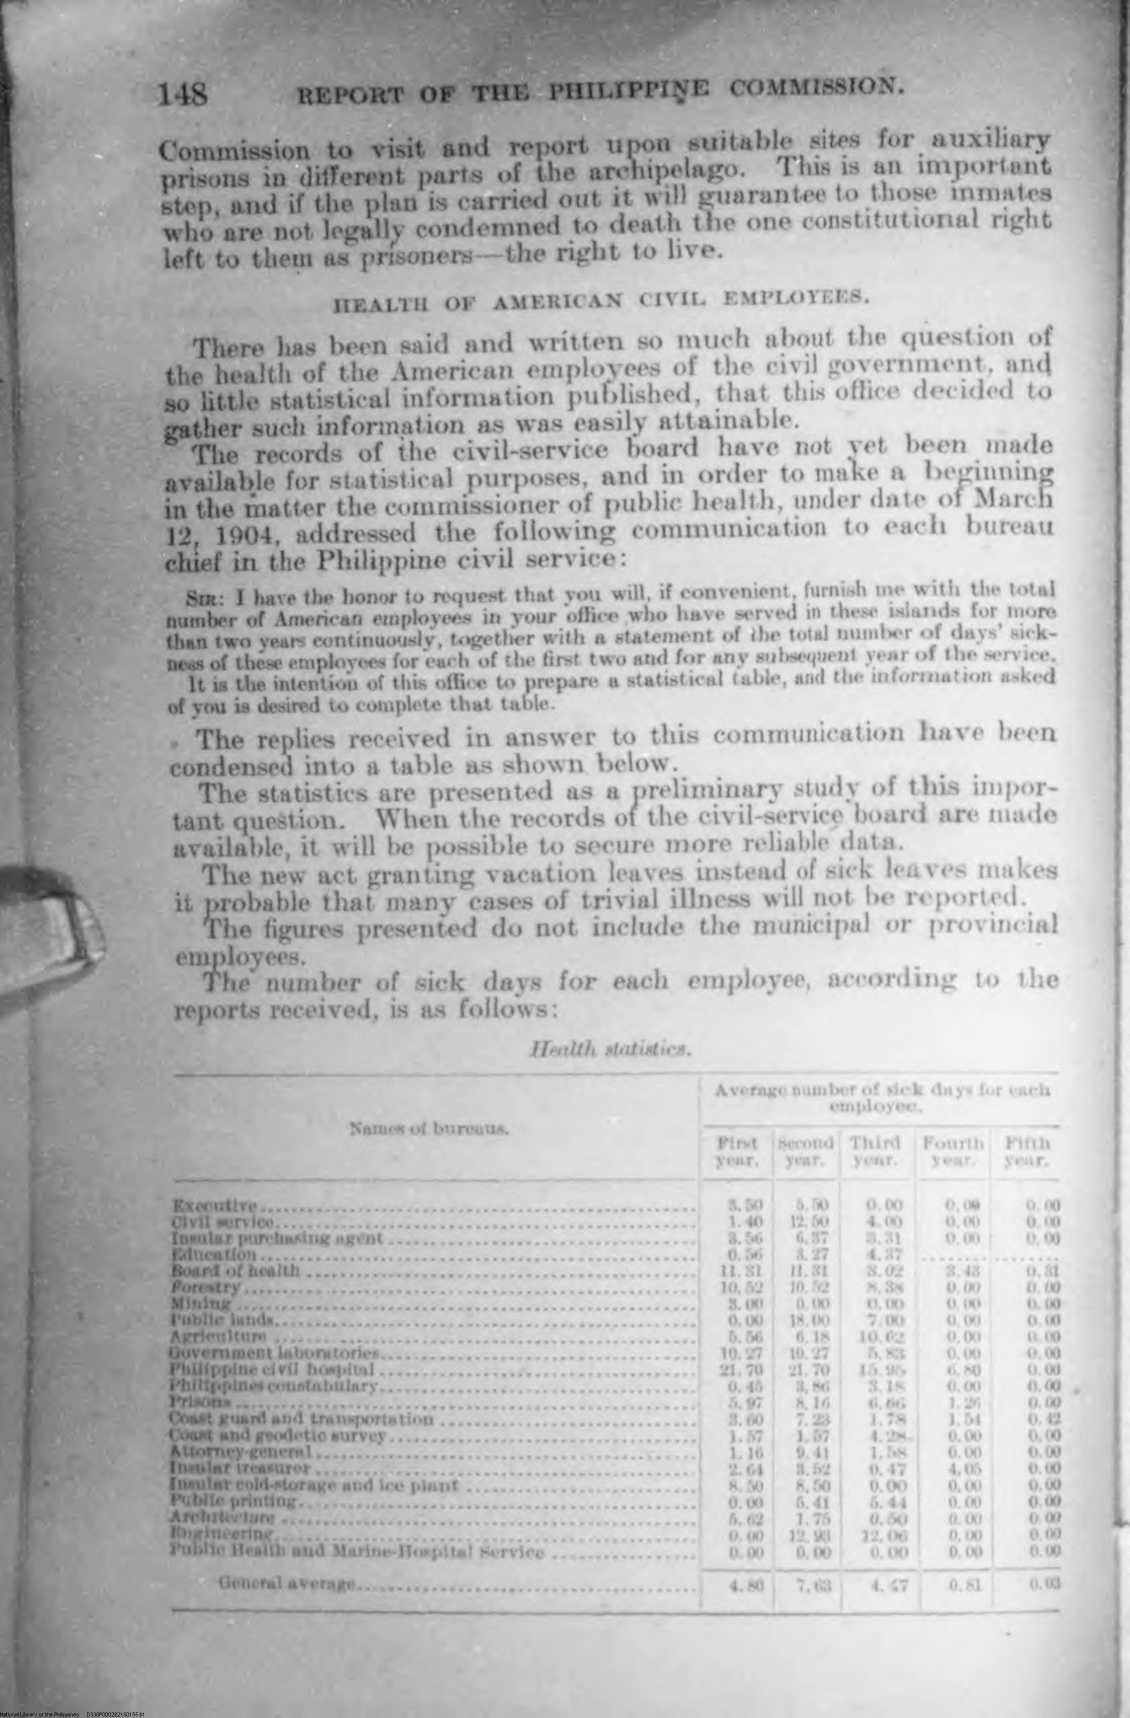 148 REPORT OF THE PHILIPPINE COMMISSION.
Commission to visit and report upon suitable sites for auxiliary
prisons in different parts of the archipelago. This is an important
step, and if the plan is carried out it will guarantee to those inmates
who are not legally condemned to death the one constitutional right
left to them as prisoners—the right to live.
HEALTH OF AMERICAN CIVIL EMPLOYEES.
There has been said and written so much about the question of
the health of the American employees of the civil government, and
so little statistical information published, that this office decided to
gather such information as was easily attainable.
The records of the civil-service board have not yet been made
available for statistical purposes, and in order to make a beginning
in the matter the commissioner of public health, under date of March
12, 1904, addressed the following communication to each bureau
chief in the Philippine civil service:
SIR: I have the honor to request that you will, if convenient, furnish me with the total
number of American employees in your office who have served in these islands for more
than two years continuously, together with a statement of the total number of days' sick-
ness of these employees for each of the first two and for any subsequent year of the service.
It is the intention of this office to prepare a statistical table, and the information asked
of you is desired to complete that table.
The replies received in answer to this communication have been
condensed into a table as shown below.
The statistics are presented as a preliminary study of this impor-
tant question. When the records of the civil-service board are made
available, it will be possible to secure more reliable data.
The new act granting vacation leaves instead of sick leaves makes
it probable that many cases of trivial illness will not be reported.
The figures presented do not include the municipal or provincial
employees.
The number of sick days for each employee, according to the
reports received, is as follows:
Health statistics.
Names of bureaus.
Average number of sick days for each
employee.
First year. Second year. Third year. Fourth year. Fifth year.
Executive 3.50 5.50 0.00 0.00 0.00
Civil service 1.40 12.50 4.00 0.00 0.00
Insular purchasing agent 3.56 6.37 3.31 0.00 0.00
Education 0.56 3.27 4.37
Board of health 11.31 11.31 3.02 3.43 0.31
Forestry 10.52 10.52 8.38 0.00 0.00
Mining 3.00 0.00 0.00 0.00 0.00
Public lands 0.00 18.00 7.00 0.00 0.00
Agriculture 5.56 6.18 10.62 0.00 0.00
Government laboratories 10.27 10.27 5.83 0.00 0.00
Philippine civil hospital 21.70 21.70 15.95 6.80 0.00
Philippines constabulary 0.45 3.86 3.18 0.00 0.00
Prisons 5.97 8.16 6.66 1.26 0.00
Coast guard and transportation 3.60 7.23 1.78 1.54 0.42
Coast and geodetic survey 1.57 1.57 4.28 0.00 0.00
Attorney-general 1.16 9.41 1.58 0.00 0.00
Insular treasurer 2.64 3.52 0.47 4.05 0.00
Insular cold-storage and ice plant 8.50 8.50 0.00 0.00 0.00
Public printing 0.00 5.41 5.44 0.00 0.00
Architecture 5.62 1.75 0.50 0.00 0.00
Engineering 0.00 12.93 12.06 0.00 0.00
Public Health and Marine-Hospital Service 0.00 0.00 0.00 0.00 0.00
General average 4.80 7.63 4.47 0.81 0.03
National Library of the Philippines